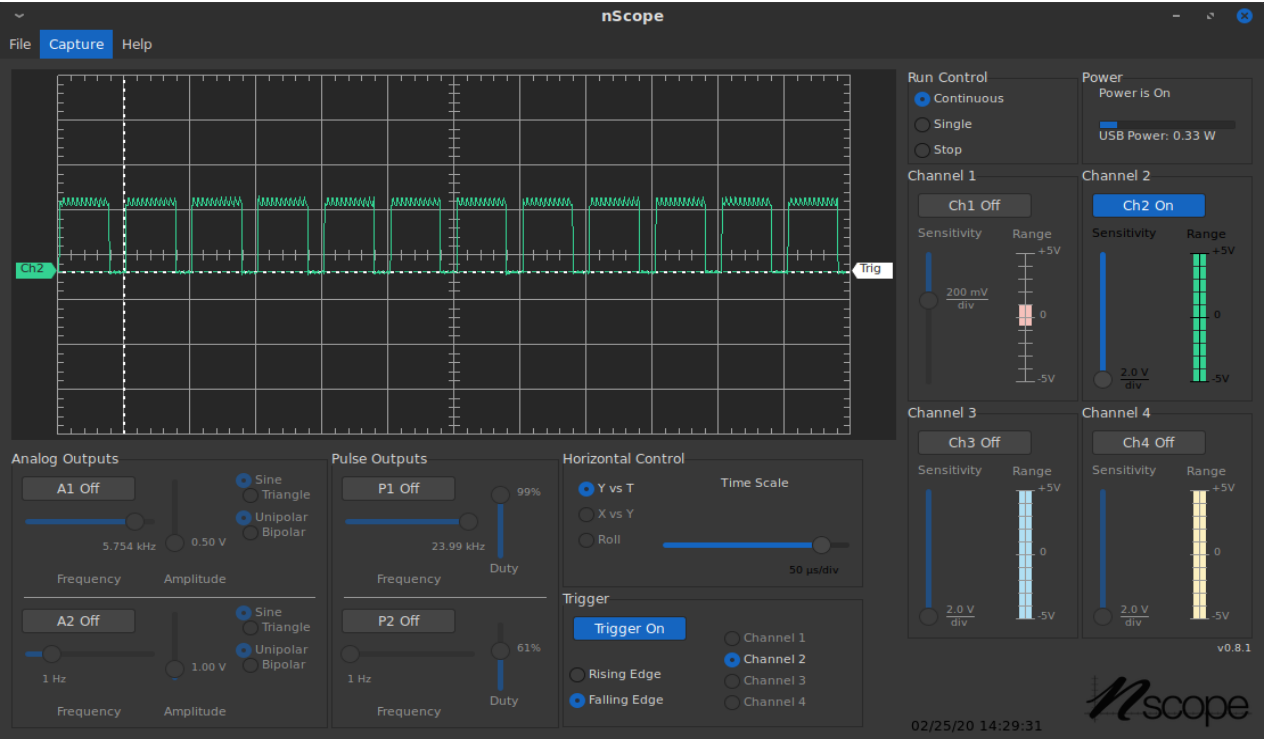 nScope
File Capture Help
Ch2
Trig
Run Control
Continuous
Single
Stop
Power
Power is On
USB Power: 0.33 W
Channel 1
Ch1 Off
Sensitivity
Range
200 mV
div
+5V
0
-5V
Channel 2
Ch2 On
Sensitivity
Range
2.0 V
div
+5V
0
-5V
Channel 3
Ch3 Off
Sensitivity
Range
2.0 V
div
+5V
0
-5V
Channel 4
Ch4 Off
Sensitivity
Range
2.0 V
div
+5V
0
-5V
Analog Outputs
A1 Off
5.754 kHz
Frequency
0.50 V
Amplitude
Sine
Triangle
Unipolar
Bipolar
A2 Off
1 Hz
Frequency
1.00 V
Amplitude
Sine
Triangle
Unipolar
Bipolar
Pulse Outputs
P1 Off
23.99 kHz
Frequency
99%
Duty
P2 Off
1 Hz
Frequency
61%
Duty
Horizontal Control
Y vs T
X vs Y
Roll
Time Scale
50 µs/div
Trigger
Trigger On
Rising Edge
Falling Edge
Channel 1
Channel 2
Channel 3
Channel 4
v0.8.1
nscope
02/25/20 14:29:31